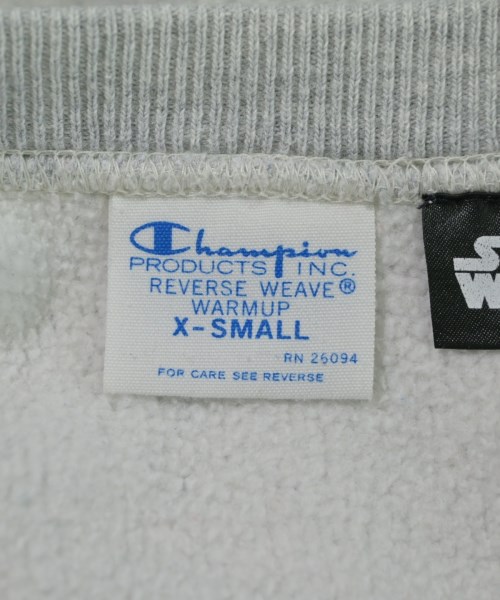 Champion
PRODUCTS INC.
REVERSE WEAVE®
WARMUP
X-SMALL
RN 26094
FOR CARE SEE REVERSE